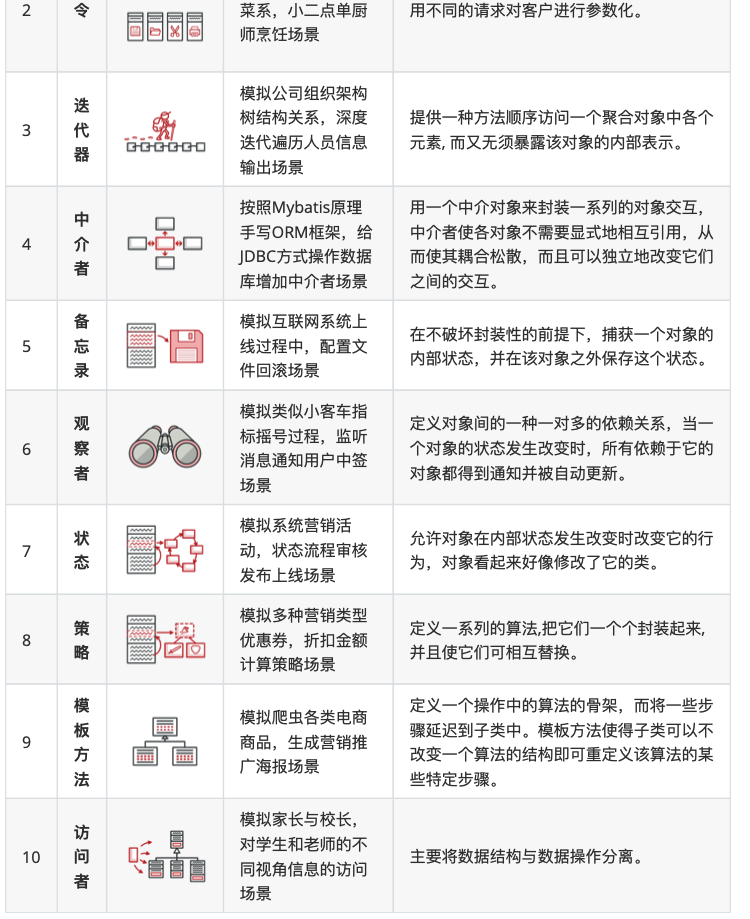 2
令
菜系，小二点单厨
师烹饪场景
用不同的请求对客户进行参数化。
3
迭
代
器
模拟公司组织架构
树结构关系，深度
迭代遍历人员信息
输出场景
提供一种方法顺序访问一个聚合对象中各个
元素, 而又无须暴露该对象的内部表示。
4
中
介
者
按照Mybatis原理
手写ORM框架，给
JDBC方式操作数据
库增加中介者场景
用一个中介对象来封装一系列的对象交互，
中介者使各对象不需要显式地相互引用，从
而使其耦合松散，而且可以独立地改变它们
之间的交互。
5
备
忘
录
模拟互联网系统上
线过程中，配置文
件回滚场景
在不破坏封装性的前提下，捕获一个对象的
内部状态，并在该对象之外保存这个状态。
6
观
察
者
模拟类似小客车指
标摇号过程，监听
消息通知用户中签
场景
定义对象间的一种一对多的依赖关系，当一
个对象的状态发生改变时，所有依赖于它的
对象都得到通知并被自动更新。
7
状
态
模拟系统营销活
动，状态流程审核
发布上线场景
允许对象在内部状态发生改变时改变它的行
为，对象看起来好像修改了它的类。
8
策
略
模拟多种营销类型
优惠券，折扣金额
计算策略场景
定义一系列的算法,把它们一个个封装起来,
并且使它们可相互替换。
9
模
板
方
法
模拟爬虫各类电商
商品，生成营销推
广海报场景
定义一个操作中的算法的骨架，而将一些步
骤延迟到子类中。模板方法使得子类可以不
改变一个算法的结构即可重定义该算法的某
些特定步骤。
10
访
问
者
模拟家长与校长，
对学生和老师的不
同视角信息的访问
场景
主要将数据结构与数据操作分离。